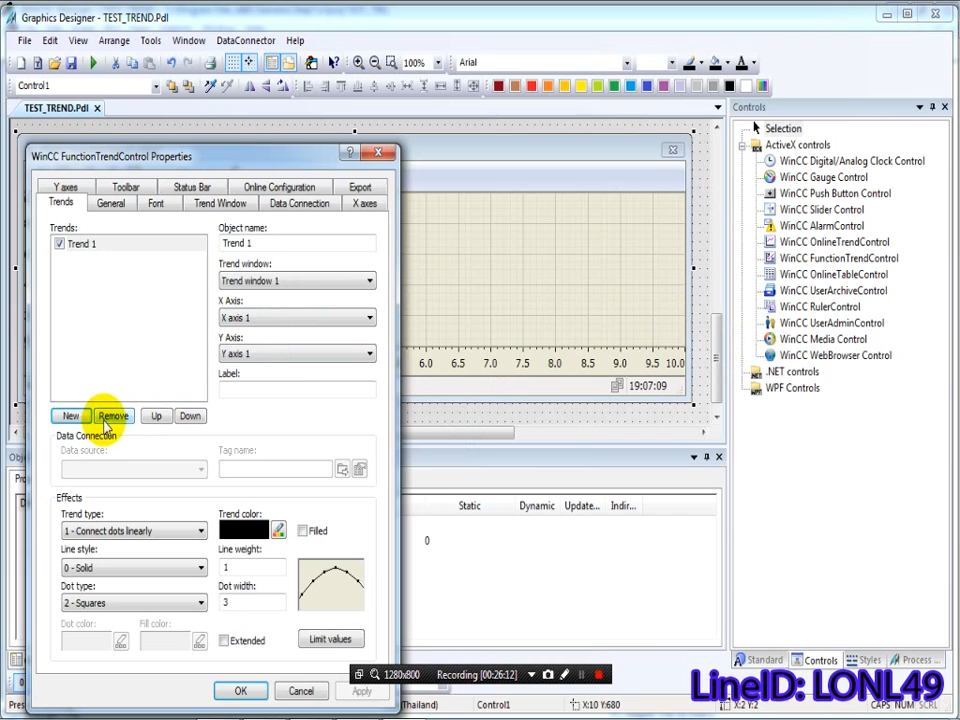 Graphics Designer - TEST_TREND.Pdl
File Edit View Arrange Tools Window DataConnector Help
100% Arial
Control1
TEST_TREND.Pdl
WinCC FunctionTrendControl Properties
Y axes Toolbar Status Bar Online Configuration Export
Trends General Font Trend Window Data Connection X axes
Trends:
Trend 1
Object name:
Trend 1
Trend window:
Trend window 1
X Axis:
X axis 1
Y Axis:
Y axis 1
Label:
New Remove Up Down
Data Connection
Data source: Tag name:
Effects
Trend type:
1 - Connect dots linearly
Trend color:
Filled
Line style:
0 - Solid
Line weight:
1
Dot type:
2 - Squares
Dot width:
3
Dot color: Fill color:
Extended
Limit values
OK Cancel Apply
6.0 6.5 7.0 7.5 8.0 8.5 9.0 9.5 10.0
19:07:09
Static Dynamic Update... Indir...
0
Controls
Selection
ActiveX controls
WinCC Digital/Analog Clock Control
WinCC Gauge Control
WinCC Push Button Control
WinCC Slider Control
WinCC AlarmControl
WinCC OnlineTrendControl
WinCC FunctionTrendControl
WinCC OnlineTableControl
WinCC UserArchiveControl
WinCC RulerControl
WinCC UserAdminControl
WinCC Media Control
WinCC WebBrowser Control
.NET controls
WPF Controls
Standard Controls Styles Process ...
1280x800 Recording [00:26:12]
LineID: LONL49
(Thailand) Control1 X:10 Y:680 X:2 Y:2 CAPS NUM SCRL